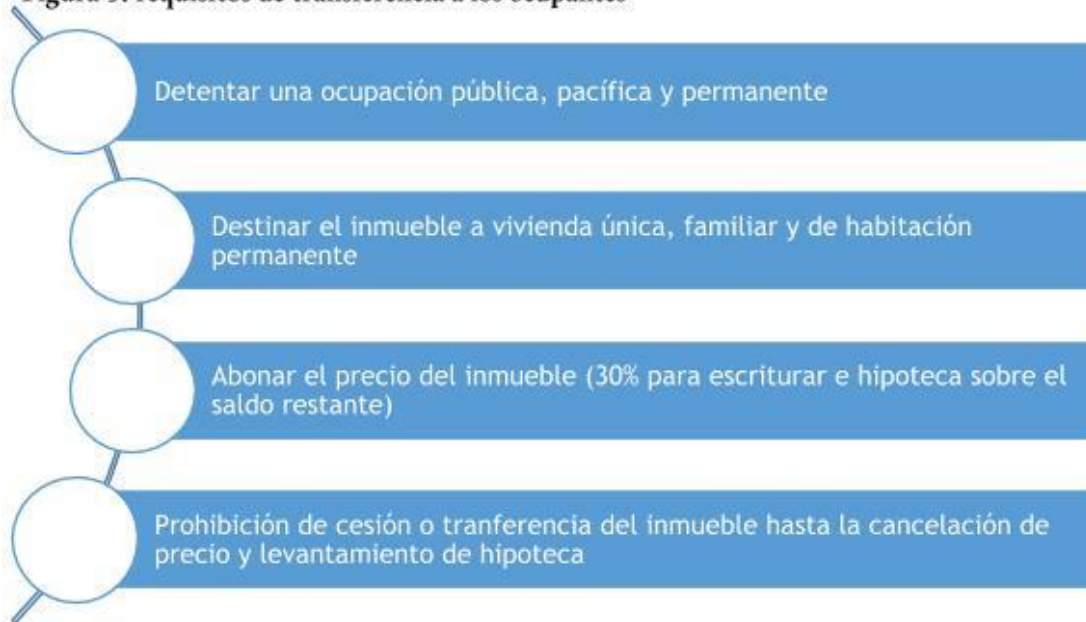 Detentar una ocupación pública, pacífica y permanente
Destinar el inmueble a vivienda única, familiar y de habitación
permanente
Abonar el precio del inmueble (30% para escriturar e hipoteca sobre el
saldo restante)
Prohibición de cesión o tranferencia del inmueble hasta la cancelación de
precio y levantamiento de hipoteca